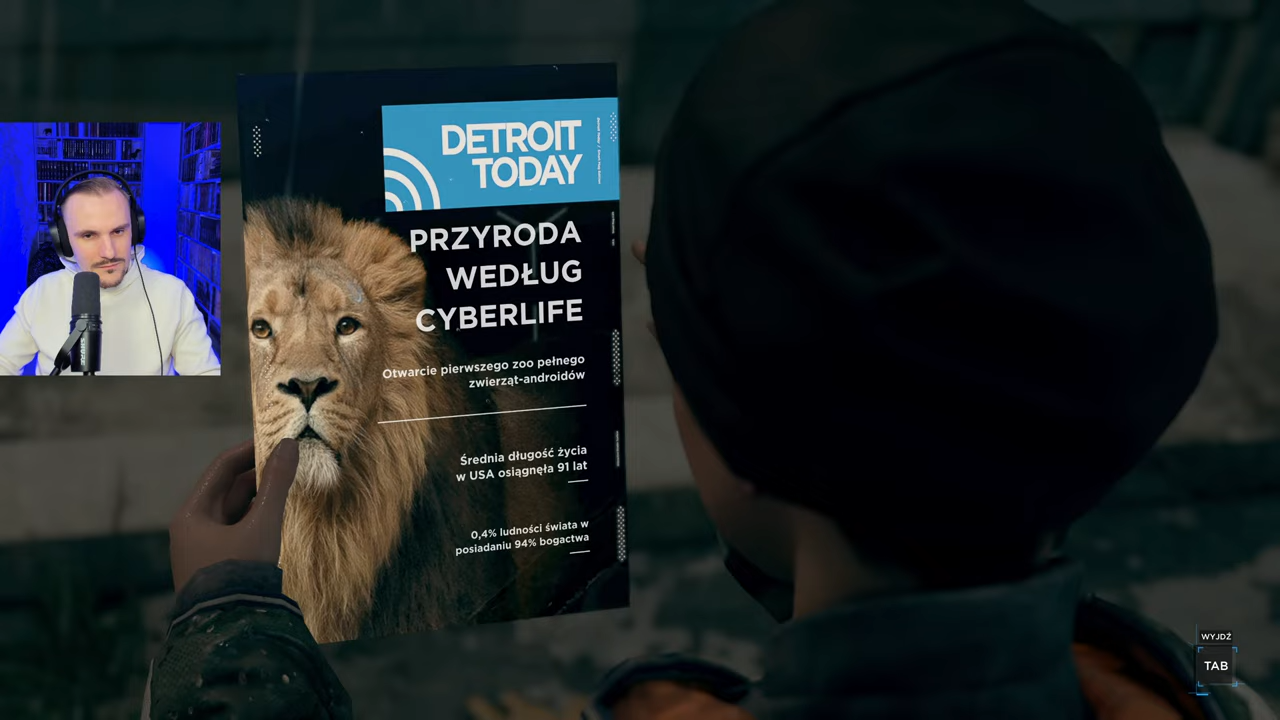 DETROIT
TODAY
PRZYRODA
WEDŁUG
CYBERLIFE
Otwarcie pierwszego zoo pełnego
zwierząt-androidów
Średnia długość życia
w USA osiągnęła 91 lat
0,4% ludności świata w
posiadaniu 94% bogactwa
SHURE
WYJDŹ
TAB